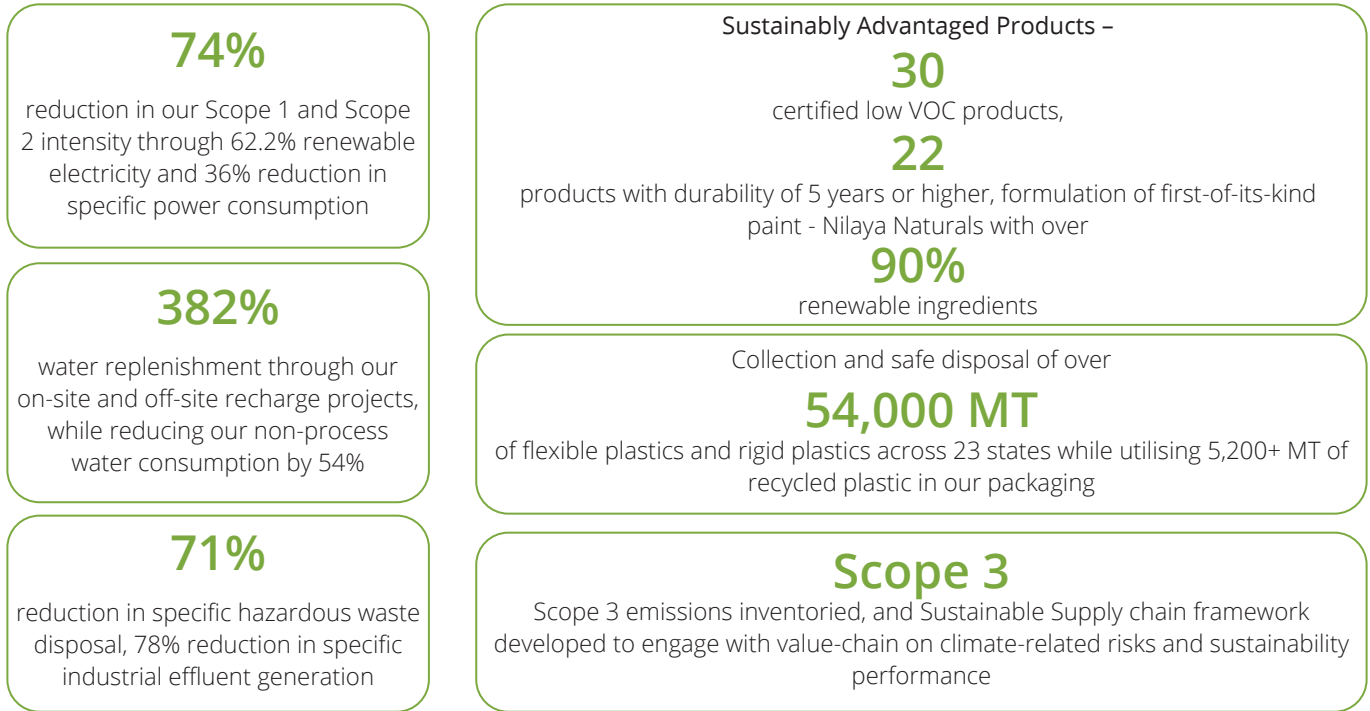 74%
reduction in our Scope 1 and Scope
2 intensity through 62.2% renewable
electricity and 36% reduction in
specific power consumption
382%
water replenishment through our
on-site and off-site recharge projects,
while reducing our non-process
water consumption by 54%
71%
reduction in specific hazardous waste
disposal, 78% reduction in specific
industrial effluent generation
Sustainably Advantaged Products –
30
certified low VOC products,
22
products with durability of 5 years or higher, formulation of first-of-its-kind
paint - Nilaya Naturals with over
90%
renewable ingredients
Collection and safe disposal of over
54,000 MT
of flexible plastics and rigid plastics across 23 states while utilising 5,200+ MT of
recycled plastic in our packaging
Scope 3
Scope 3 emissions inventoried, and Sustainable Supply chain framework
developed to engage with value-chain on climate-related risks and sustainability
performance